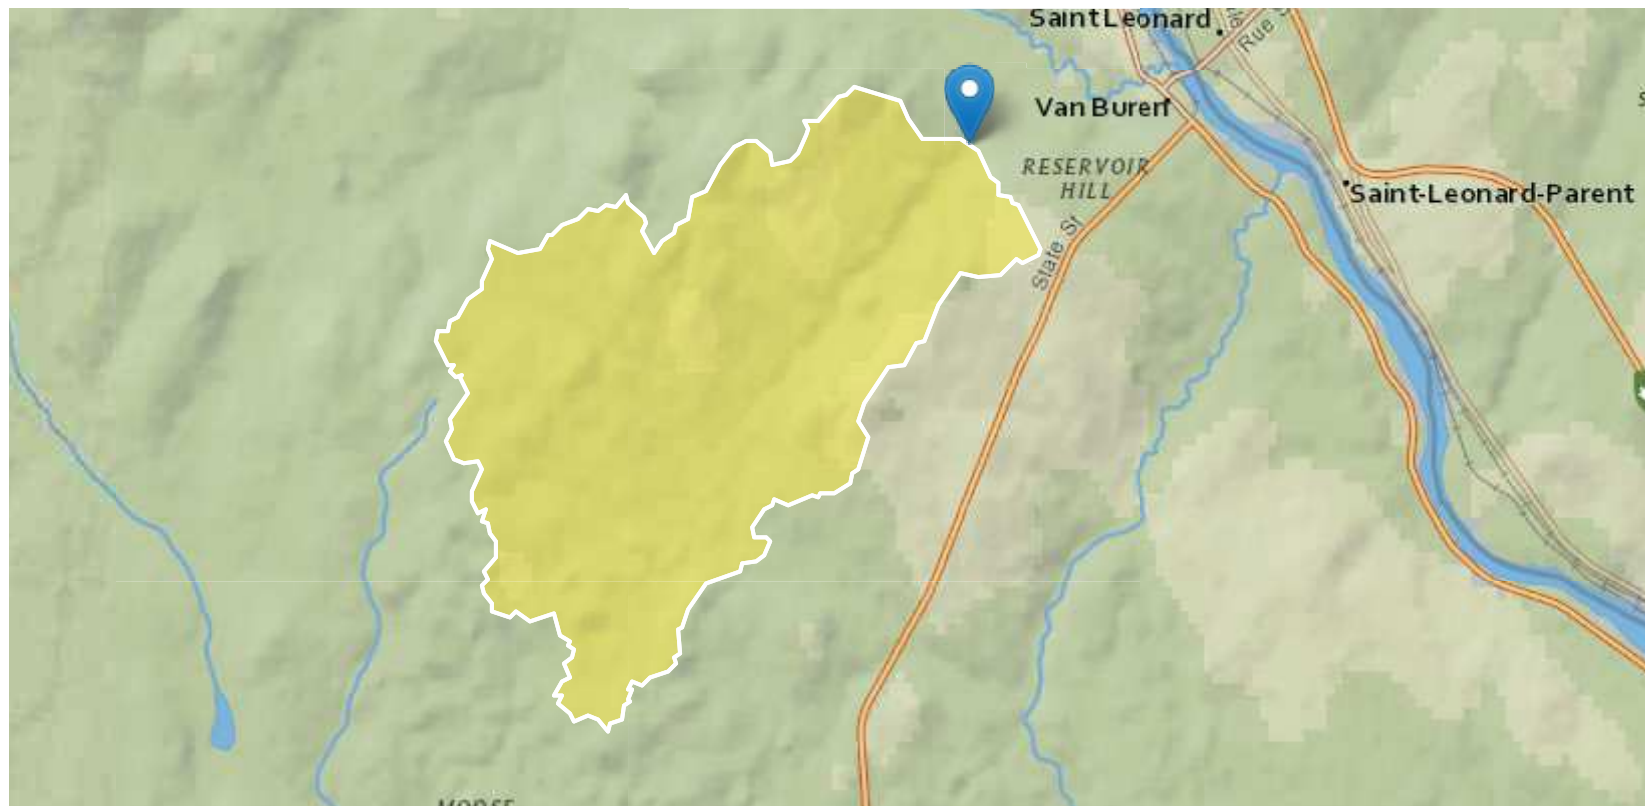 Saint Leonard
Rue S
Van Buren
RESERVOIR
HILL
Saint-Leonard-Parent
State St